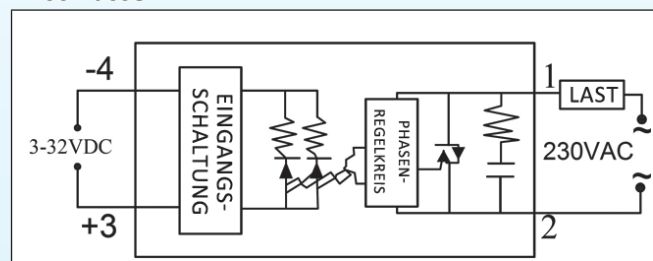 -4
3-32VDC
+3
EINGANGS-
SCHALTUNG
PHASEN-
REGELKREIS
1
LAST
~
230VAC
~
2